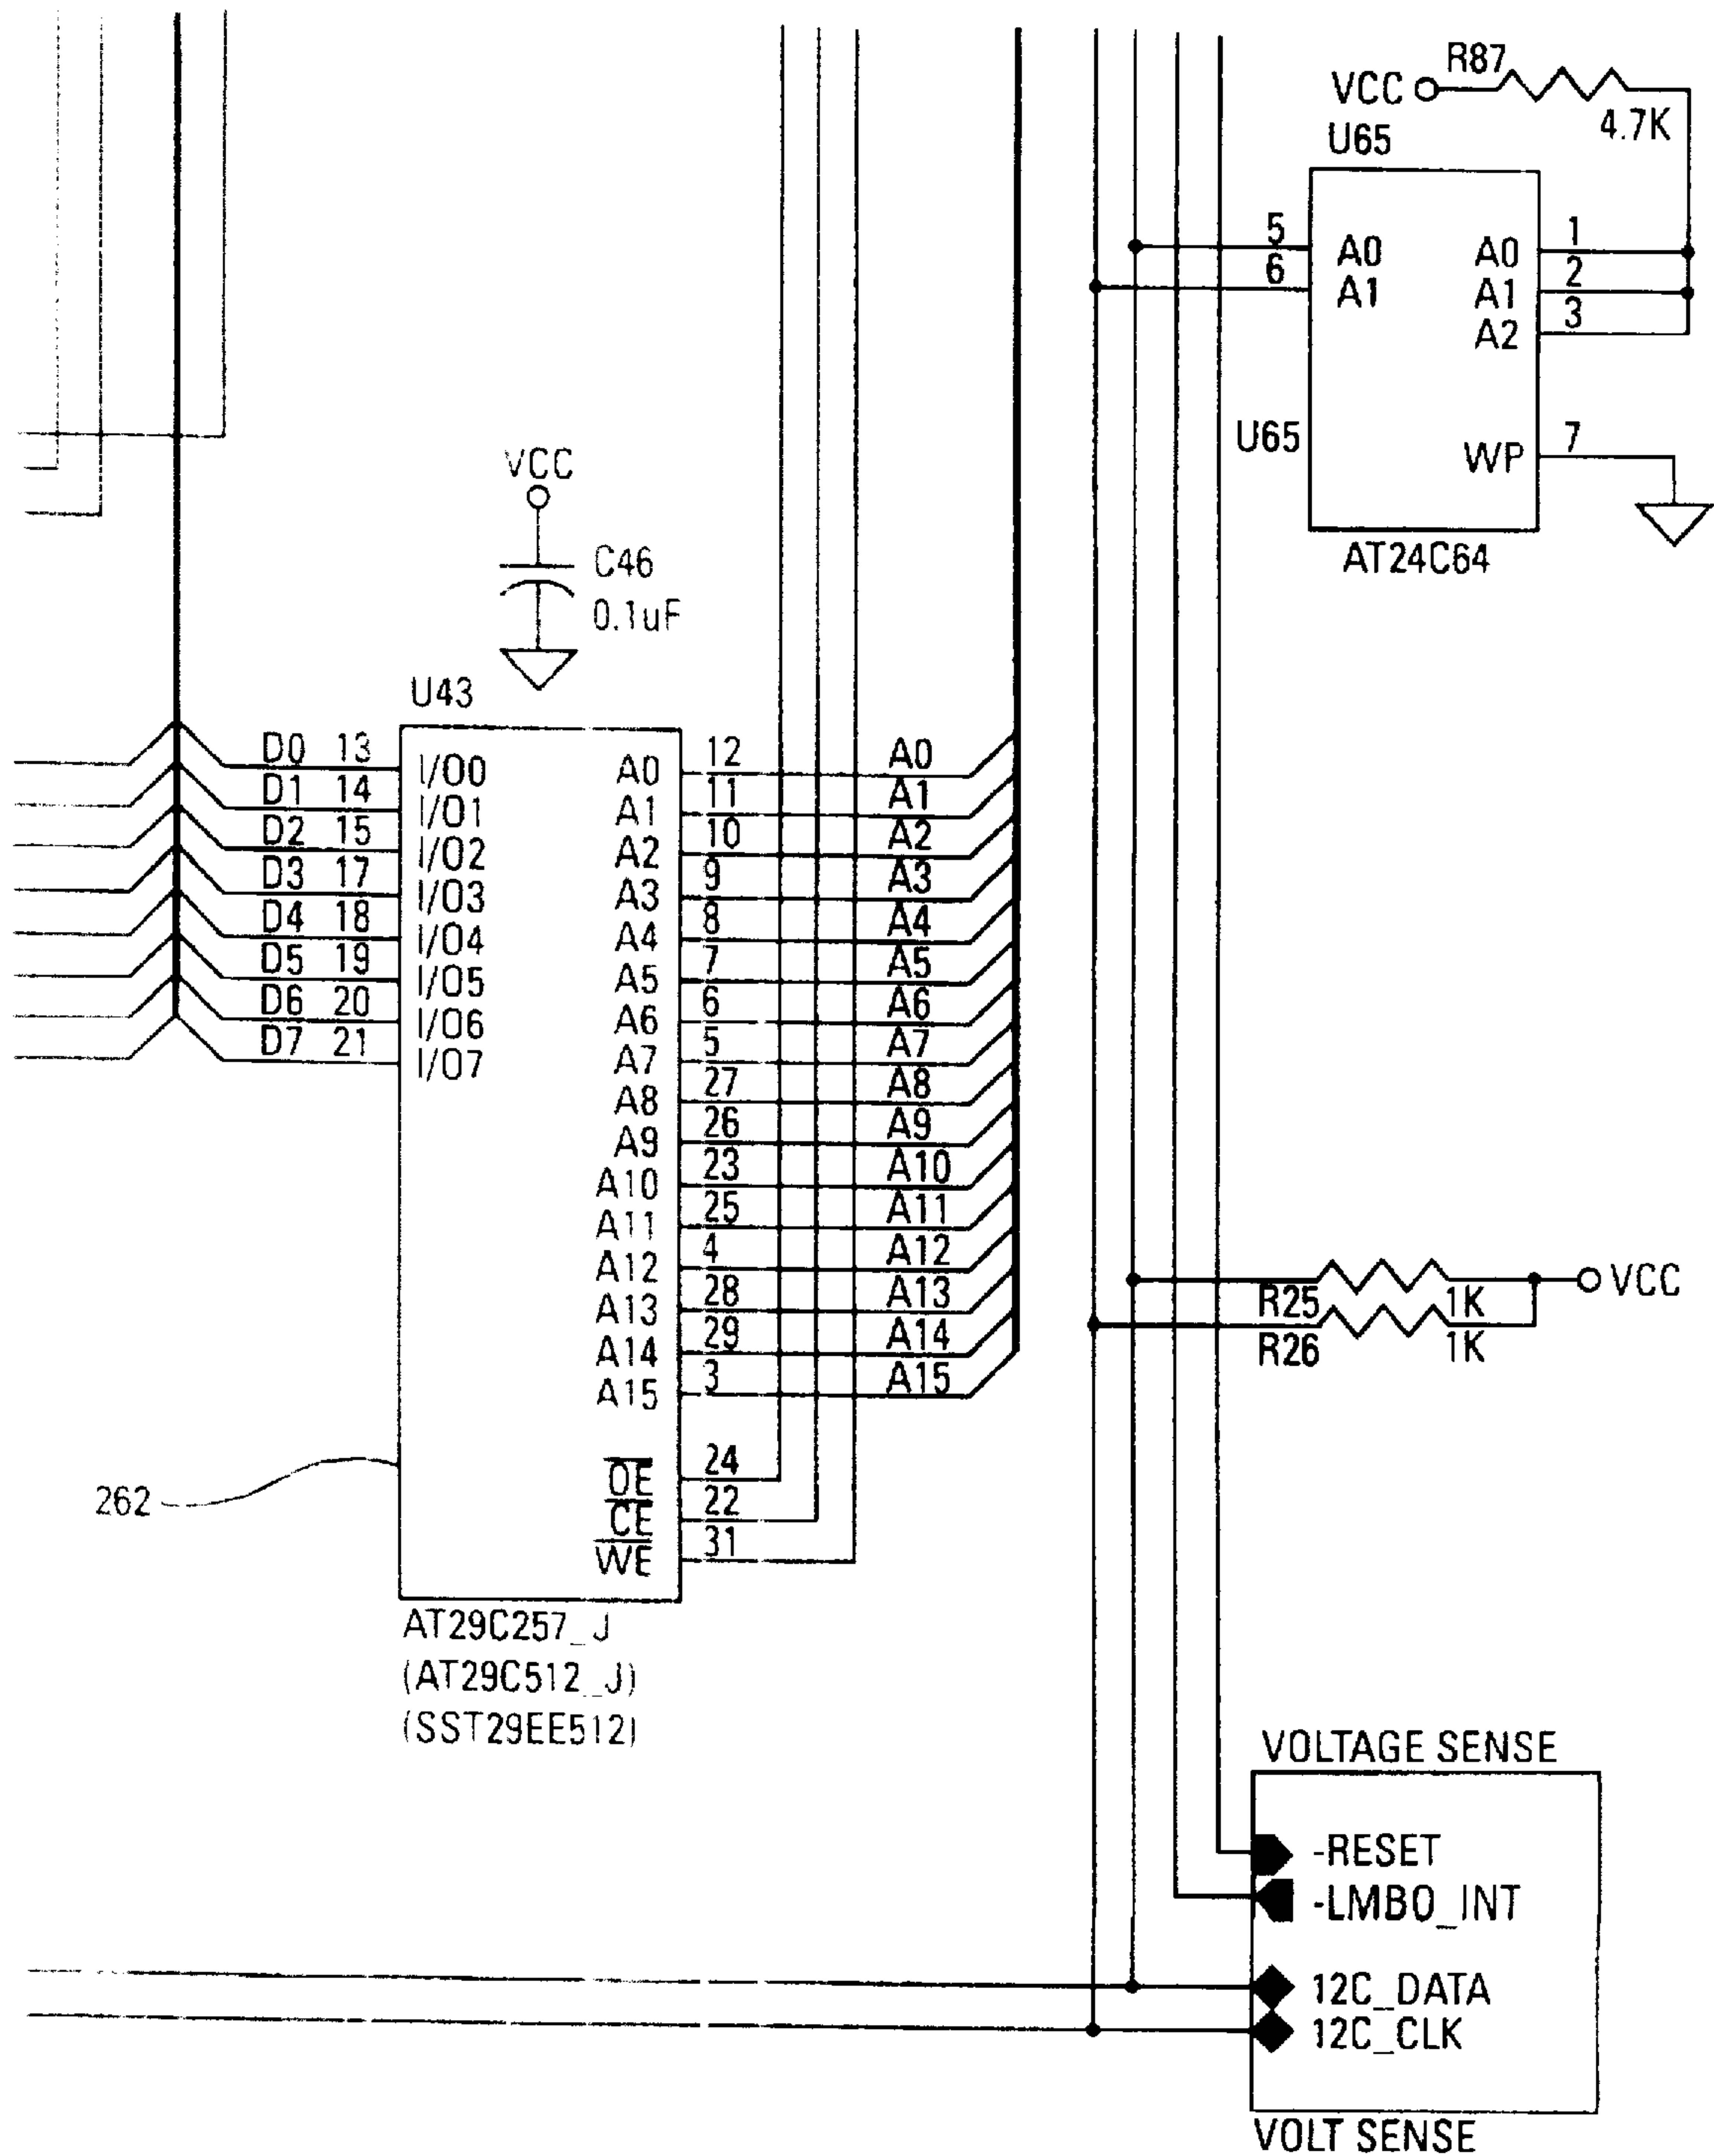 R87
VCC
4.7K
U65
5 A0 A0 1
6 A1 A1 2
A2 3
U65
WP 7
AT24C64
VCC
C46
0.1uF
U43
D0 13 I/O0 A0 12 A0
D1 14 I/O1 A1 11 A1
D2 15 I/O2 A2 10 A2
D3 17 I/O3 A3 9 A3
D4 18 I/O4 A4 8 A4
D5 19 I/O5 A5 7 A5
D6 20 I/O6 A6 6 A6
D7 21 I/O7 A7 5 A7
A8 27 A8
A9 26 A9
A10 23 A10
A11 25 A11
A12 4 A12
A13 28 A13
A14 29 A14
A15 3 A15
R25 1K VCC
R26 1K
OE 24
CE 22
WE 31
262
AT29C257_J
(AT29C512_J)
(SST29EE512)
VOLTAGE SENSE
-RESET
-LMBO_INT
12C_DATA
12C_CLK
VOLT SENSE